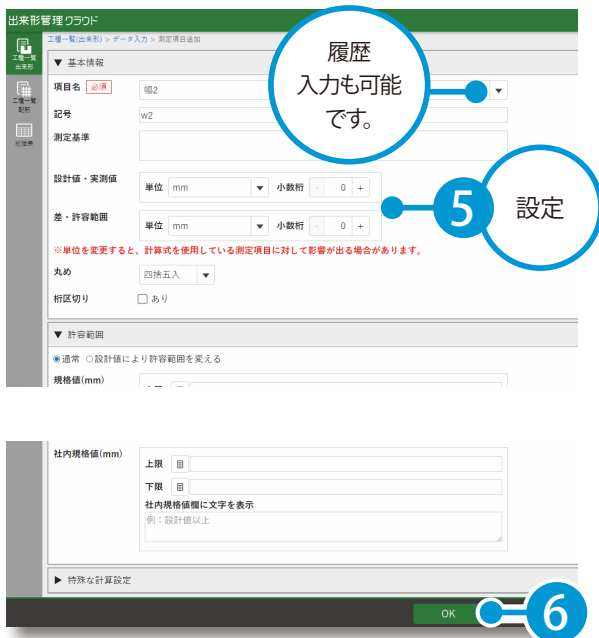 出来形管理クラウド
工種一覧(出来形) > データ入力 > 測定項目追加
工種一覧
出来形
工種一覧
記帳
総括表
▼ 基本情報
履歴
入力も可能
です。
項目名 必須 幅2
記号 w2
測定基準
設計値・実測値 単位 mm ▼ 小数桁 - 0 +
5 設定
差・許容範囲 単位 mm ▼ 小数桁 - 0 +
※単位を変更すると、計算式を使用している測定項目に対して影響が出る場合があります。
丸め 四捨五入 ▼
桁区切り あり
▼ 許容範囲
通常 設計値により許容範囲を変える
規格値(mm)
社内規格値(mm)
上限
下限
社内規格値欄に文字を表示
例：設計値以上
▶ 特殊な計算設定
OK 6